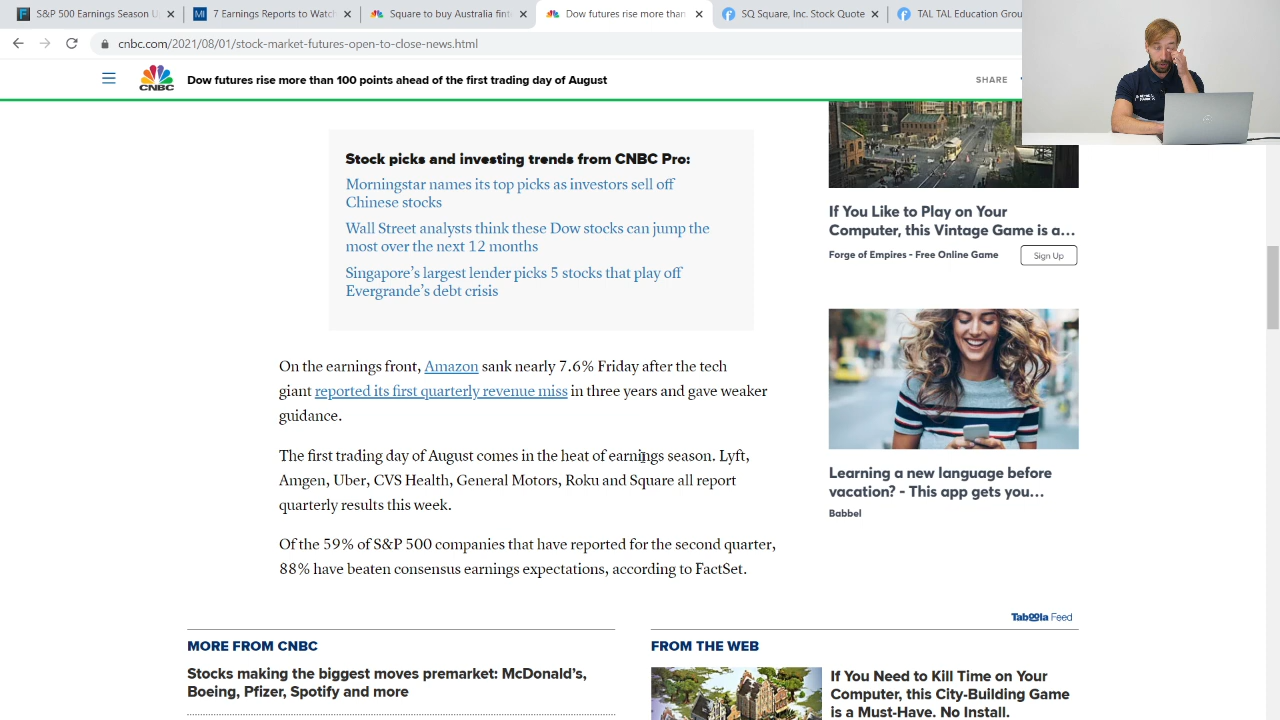 S&P 500 Earnings Season U
7 Earnings Reports to Watch
Square to buy Australia fint
Dow futures rise more than
SQ Square, Inc. Stock Quote
TAL TAL Education Grou
cnbc.com/2021/08/01/stock-market-futures-open-to-close-news.html
CNBC
Dow futures rise more than 100 points ahead of the first trading day of August
SHARE
Stock picks and investing trends from CNBC Pro:
Morningstar names its top picks as investors sell off
Chinese stocks
Wall Street analysts think these Dow stocks can jump the
most over the next 12 months
Singapore's largest lender picks 5 stocks that play off
Evergrande's debt crisis
If You Like to Play on Your
Computer, this Vintage Game is a...
Forge of Empires - Free Online Game
Sign Up
On the earnings front, Amazon sank nearly 7.6% Friday after the tech
giant reported its first quarterly revenue miss in three years and gave weaker
guidance.
The first trading day of August comes in the heat of earnings season. Lyft,
Amgen, Uber, CVS Health, General Motors, Roku and Square all report
quarterly results this week.
Of the 59% of S&P 500 companies that have reported for the second quarter,
88% have beaten consensus earnings expectations, according to FactSet.
Learning a new language before
vacation? - This app gets you...
Babbel
Taboola Feed
MORE FROM CNBC
Stocks making the biggest moves premarket: McDonald's,
Boeing, Pfizer, Spotify and more
FROM THE WEB
If You Need to Kill Time on Your
Computer, this City-Building Game
is a Must-Have. No Install.